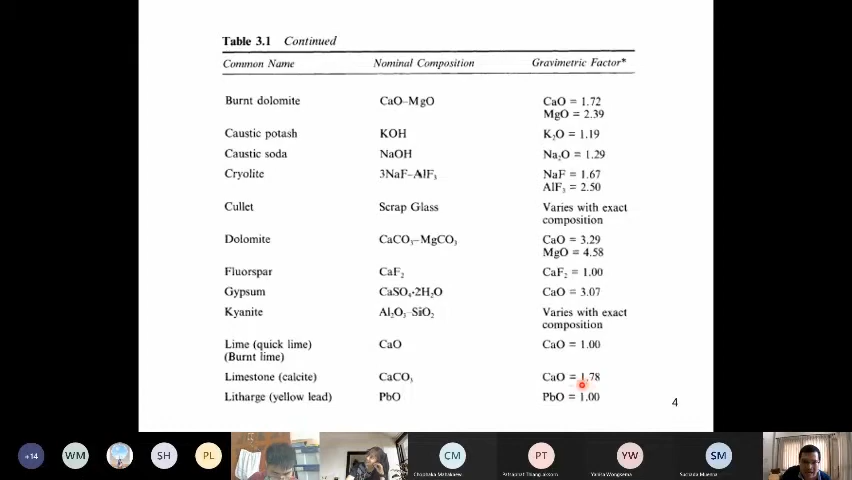 Table 3.1 Continued
Common Name Nominal Composition Gravimetric Factor*
Burnt dolomite CaO–MgO CaO = 1.72
MgO = 2.39
Caustic potash KOH K₂O = 1.19
Caustic soda NaOH Na₂O = 1.29
Cryolite 3NaF–AlF₃ NaF = 1.67
AlF₃ = 2.50
Cullet Scrap Glass Varies with exact
composition
Dolomite CaCO₃–MgCO₃ CaO = 3.29
MgO = 4.58
Fluorspar CaF₂ CaF₂ = 1.00
Gypsum CaSO₄·2H₂O CaO = 3.07
Kyanite Al₂O₃–SiO₂ Varies with exact
composition
Lime (quick lime) CaO CaO = 1.00
(Burnt lime)
Limestone (calcite) CaCO₃ CaO = 1.78
Litharge (yellow lead) PbO PbO = 1.00
4
+14 WM SH PL CM PT YW SM